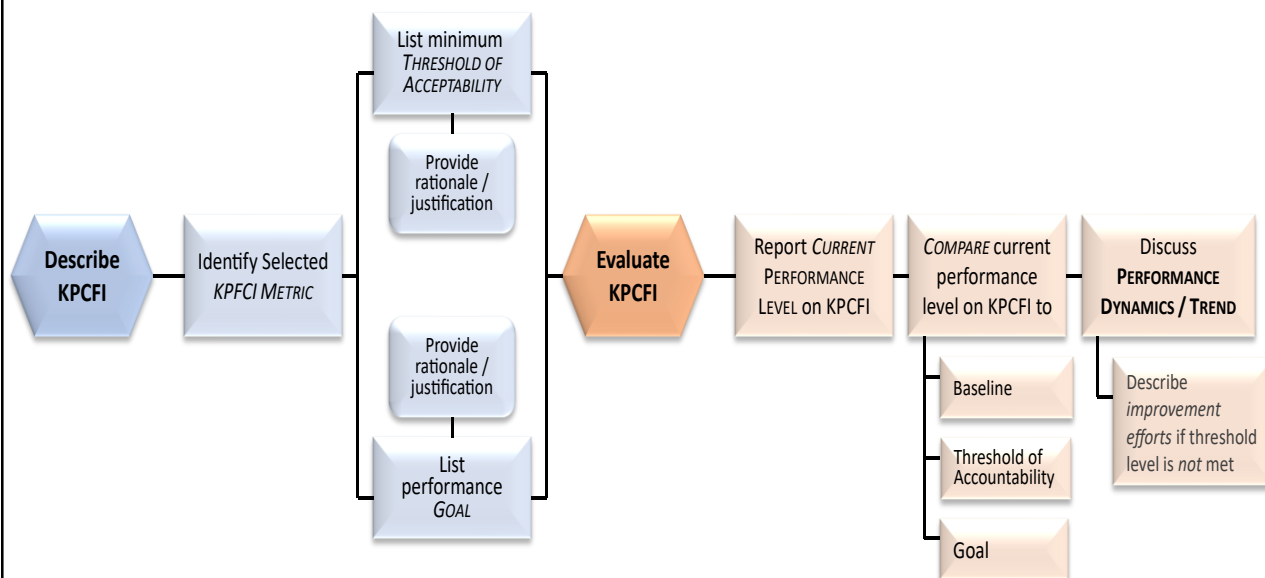 Describe
KPCFI
Identify Selected
KPFCI METRIC
List minimum
THRESHOLD OF
ACCEPTABILITY
Provide
rationale /
justification
Provide
rationale /
justification
List
performance
GOAL
Evaluate
KPCFI
Report CURRENT
PERFORMANCE
LEVEL on KPCFI
COMPARE current
performance
level on KPCFI to
Baseline
Threshold of
Accountability
Goal
Discuss
PERFORMANCE
DYNAMICS / TREND
Describe
improvement
efforts if threshold
level is not met